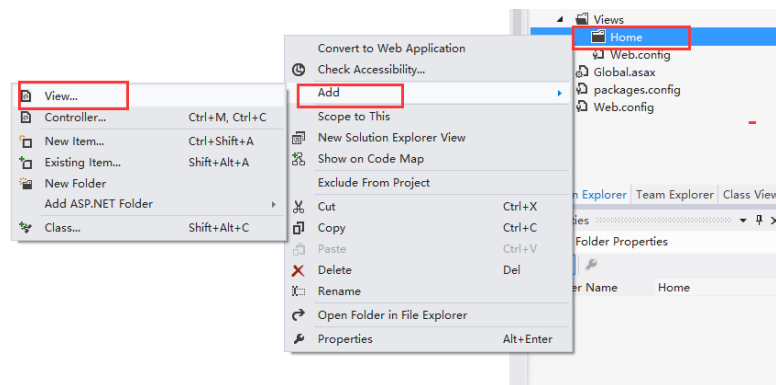 Views
Home
Web.config
Global.asax
packages.config
Web.config
Convert to Web Application
Check Accessibility...
Add
Scope to This
New Solution Explorer View
Show on Code Map
Exclude From Project
Cut Ctrl+X
Copy Ctrl+C
Paste Ctrl+V
Delete Del
Rename
Open Folder in File Explorer
Properties Alt+Enter
View...
Controller... Ctrl+M, Ctrl+C
New Item... Ctrl+Shift+A
Existing Item... Shift+Alt+A
New Folder
Add ASP.NET Folder
Class... Shift+Alt+C
Explorer Team Explorer Class View
Folder Properties
Name Home